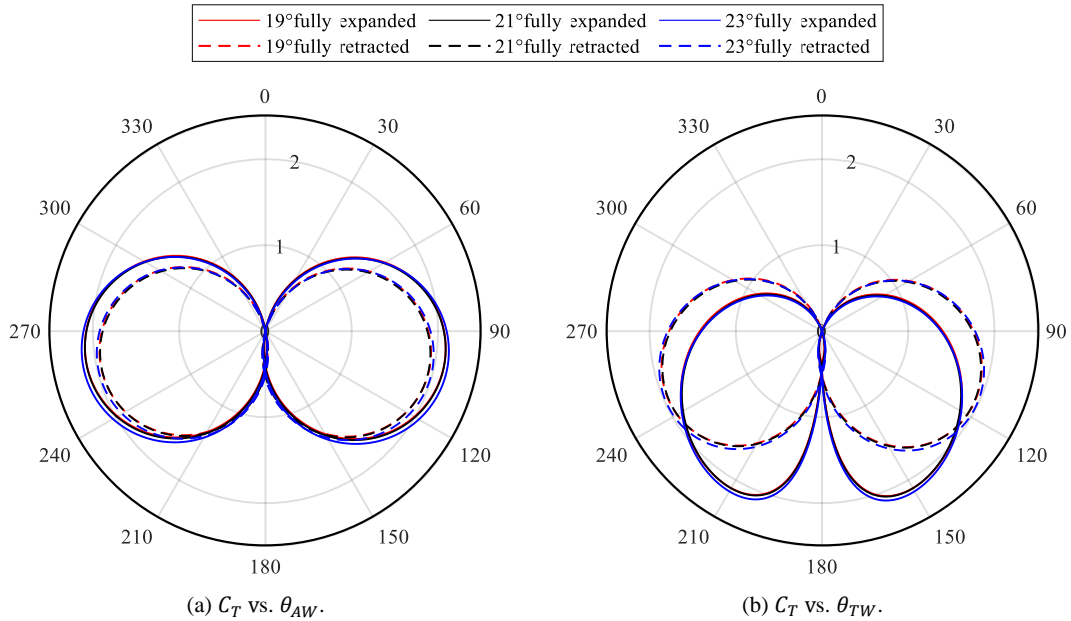 19°fully expanded 21°fully expanded 23°fully expanded
19°fully retracted 21°fully retracted 23°fully retracted
0 0
330 30 330 30
2 2
300 60 300 60
1 1
270 90 270 90
240 120 240 120
210 150 210 150
180 180
(a) C_T vs. θ_AW. (b) C_T vs. θ_TW.